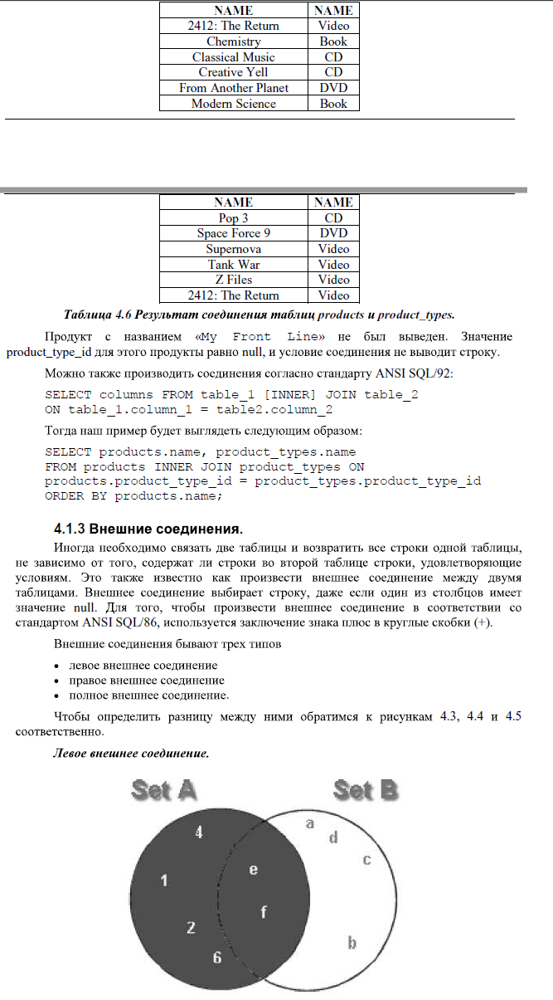 NAME NAME
2412: The Return Video
Chemistry Book
Classical Music CD
Creative Yell CD
From Another Planet DVD
Modern Science Book
NAME NAME
Pop 3 CD
Space Force 9 DVD
Supernova Video
Tank War Video
Z Files Video
2412: The Return Video
Таблица 4.6 Результат соединения таблиц products и product_types.
Продукт с названием «My Front Line» не был выведен. Значение
product_type_id для этого продукты равно null, и условие соединения не выводит строку.
Можно также производить соединения согласно стандарту ANSI SQL/92:
SELECT columns FROM table_1 [INNER] JOIN table_2
ON table_1.column_1 = table2.column_2
Тогда наш пример будет выглядеть следующим образом:
SELECT products.name, product_types.name
FROM products INNER JOIN product_types ON
products.product_type_id = product_types.product_type_id
ORDER BY products.name;
4.1.3 Внешние соединения.
Иногда необходимо связать две таблицы и возвратить все строки одной таблицы,
не зависимо от того, содержат ли строки во второй таблице строки, удовлетворяющие
условиям. Это также известно как произвести внешнее соединение между двумя
таблицами. Внешнее соединение выбирает строку, даже если один из столбцов имеет
значение null. Для того, чтобы произвести внешнее соединение в соответствии со
стандартом ANSI SQL/86, используется заключение знака плюс в круглые скобки (+).
Внешние соединения бывают трех типов
• левое внешнее соединение
• правое внешнее соединение
• полное внешнее соединение.
Чтобы определить разницу между ними обратимся к рисункам 4.3, 4.4 и 4.5
соответственно.
Левое внешнее соединение.
Set A Set B
4 a
d
1 e c
2 f
6 b